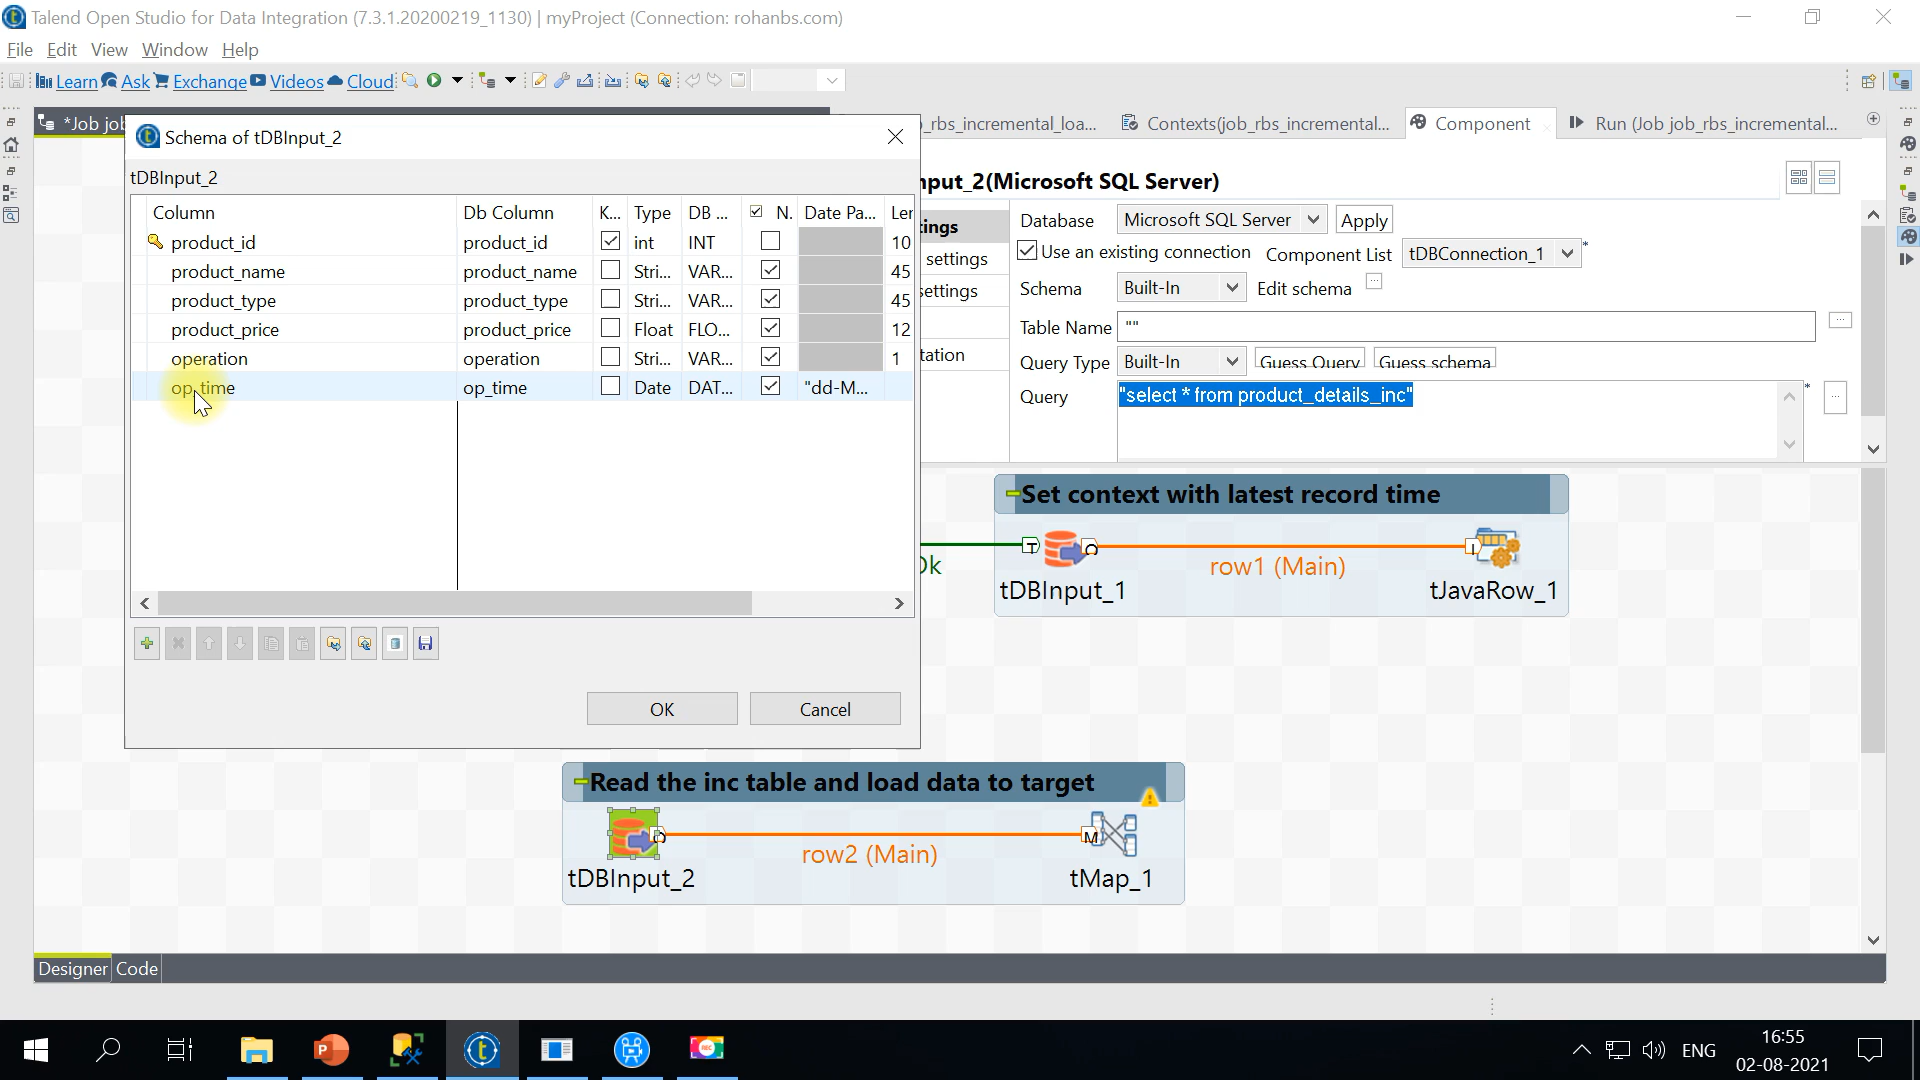 Talend Open Studio for Data Integration (7.3.1.20200219_1130) | myProject (Connection: rohanbs.com)
File Edit View Window Help
Learn Ask Exchange Videos Cloud
*Job job
_rbs_incremental_loa... Contexts(job_rbs_incremental... Component Run (Job job_rbs_incremental...
Schema of tDBInput_2
tDBInput_2
Column Db Column K... Type DB ... N. Date Pa... Ler
product_id product_id int INT 10
product_name product_name Stri... VAR... 45
product_type product_type Stri... VAR... 45
product_price product_price Float FLO... 12
operation operation Stri... VAR... 1
op_time op_time Date DAT... "dd-M...
OK Cancel
nput_2(Microsoft SQL Server)
tings
settings
settings
tation
Database Microsoft SQL Server Apply
Use an existing connection Component List tDBConnection_1 *
Schema Built-In Edit schema ...
Table Name "" ...
Query Type Built-In Guess Query Guess schema
Query "select * from product_details_inc" * ...
Set context with latest record time
Ok T O row1 (Main) I
tDBInput_1 tJavaRow_1
Read the inc table and load data to target
O row2 (Main) M
tDBInput_2 tMap_1
Designer Code
ENG
16:55
02-08-2021